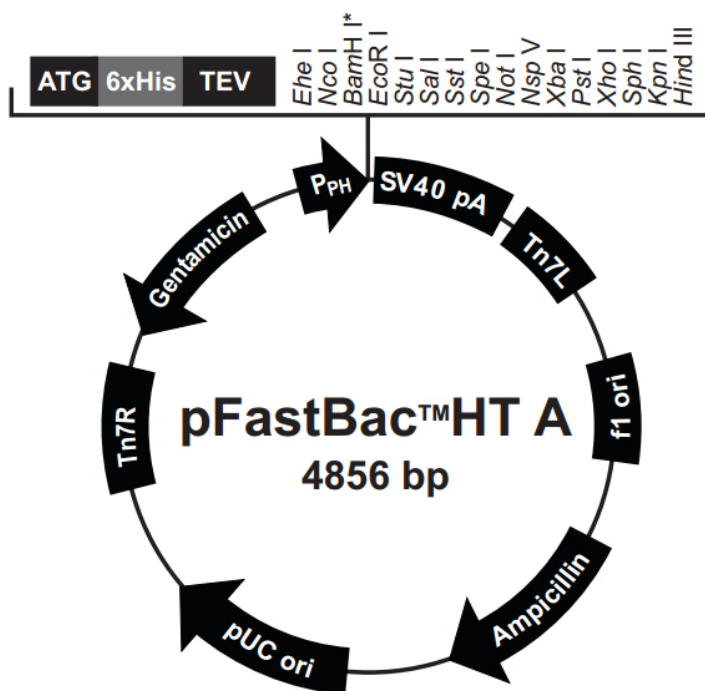 ATG 6xHis TEV
Ehe I
Nco I
BamH I*
EcoR I
Stu I
Sal I
Sst I
Spe I
Not I
Nsp V
Xba I
Pst I
Xho I
Sph I
Kpn I
Hind III
PPH
SV40 pA
Tn7L
f1 ori
Ampicillin
pUC ori
Tn7R
Gentamicin
pFastBac™HT A
4856 bp